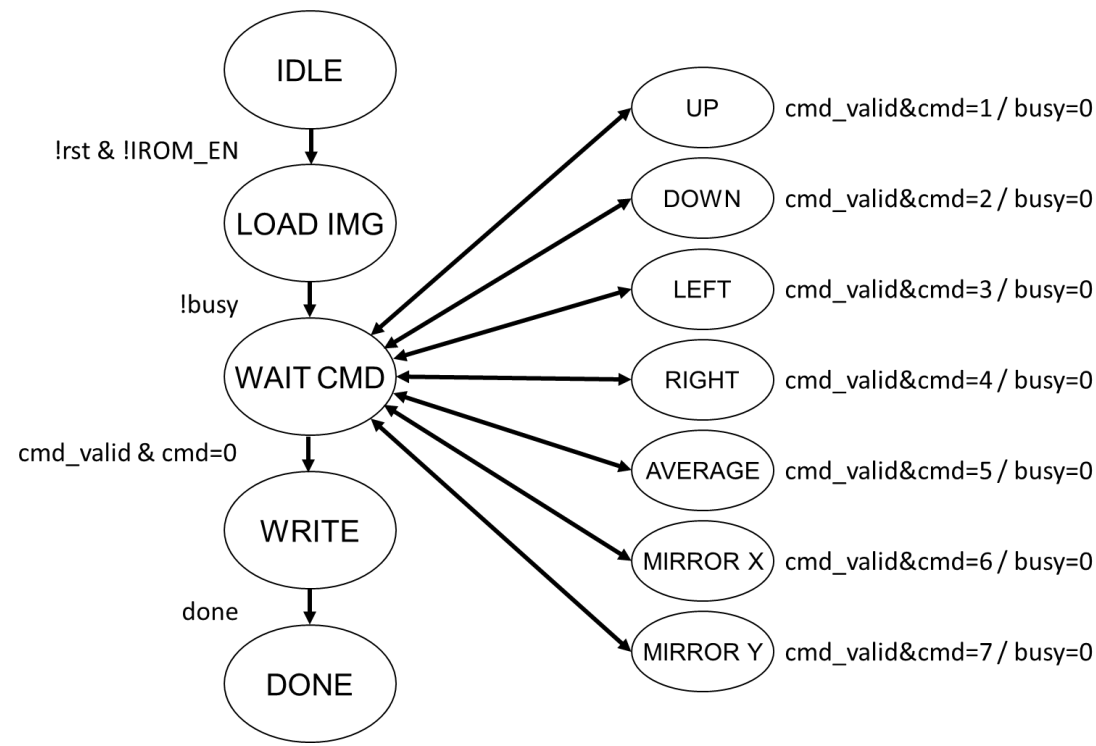 IDLE
!rst & !IROM_EN
LOAD IMG
!busy
WAIT CMD
cmd_valid & cmd=0
WRITE
done
DONE
UP cmd_valid&cmd=1 / busy=0
DOWN cmd_valid&cmd=2 / busy=0
LEFT cmd_valid&cmd=3 / busy=0
RIGHT cmd_valid&cmd=4 / busy=0
AVERAGE cmd_valid&cmd=5 / busy=0
MIRROR X cmd_valid&cmd=6 / busy=0
MIRROR Y cmd_valid&cmd=7 / busy=0